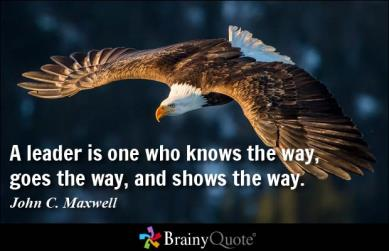 A leader is one who knows the way,
goes the way, and shows the way.
John C. Maxwell
BrainyQuote®